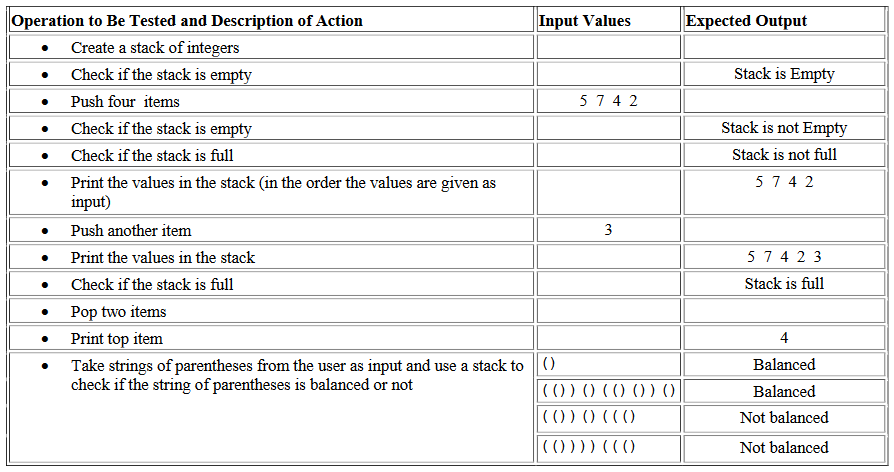 Operation to Be Tested and Description of Action Input Values Expected Output
• Create a stack of integers
• Check if the stack is empty Stack is Empty
• Push four items 5 7 4 2
• Check if the stack is empty Stack is not Empty
• Check if the stack is full Stack is not full
• Print the values in the stack (in the order the values are given as 5 7 4 2
input)
• Push another item 3
• Print the values in the stack 5 7 4 2 3
• Check if the stack is full Stack is full
• Pop two items
• Print top item 4
• Take strings of parentheses from the user as input and use a stack to () Balanced
check if the string of parentheses is balanced or not
(())()(()())() Balanced
(())()((() Not balanced
(())))((() Not balanced